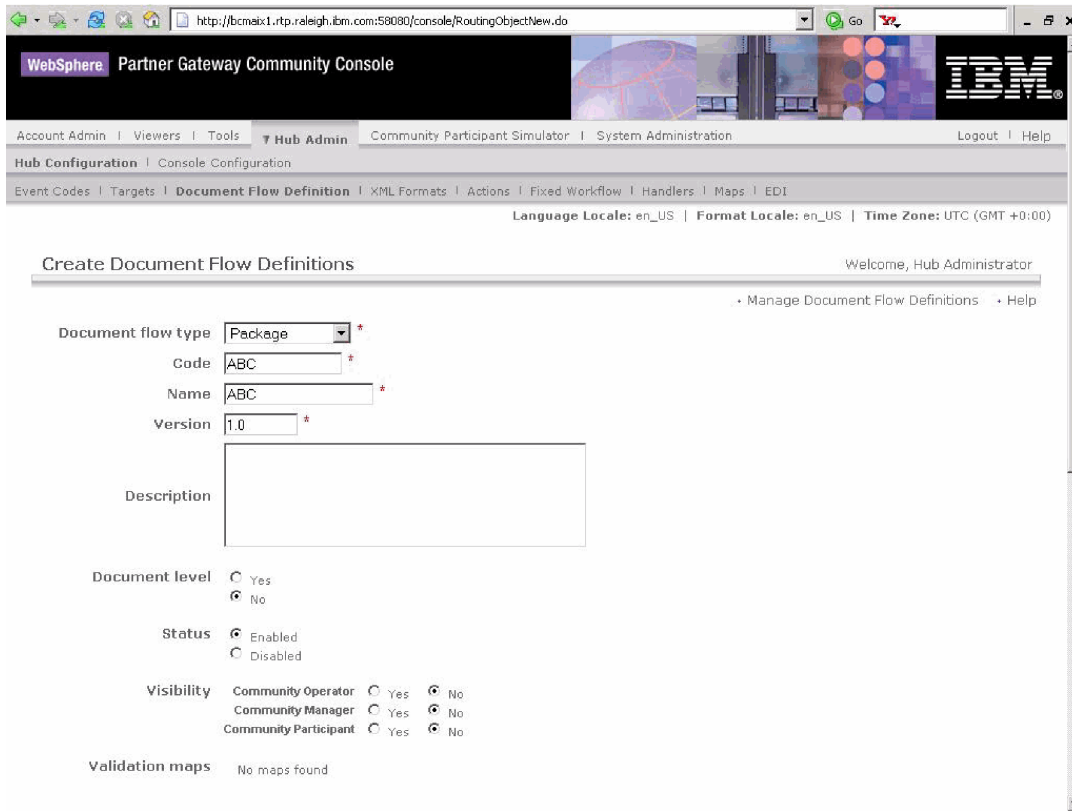 http://bcmaix1.rtp.raleigh.ibm.com:58080/console/RoutingObjectNew.do Go
WebSphere Partner Gateway Community Console IBM®
Account Admin | Viewers | Tools Hub Admin Community Participant Simulator | System Administration Logout | Help
Hub Configuration | Console Configuration
Event Codes | Targets | Document Flow Definition | XML Formats | Actions | Fixed Workflow | Handlers | Maps | EDI
Language Locale: en_US | Format Locale: en_US | Time Zone: UTC (GMT +0:00)
Create Document Flow Definitions Welcome, Hub Administrator
• Manage Document Flow Definitions • Help
Document flow type Package *
Code ABC *
Name ABC *
Version 1.0 *
Description
Document level Yes
No
Status Enabled
Disabled
Visibility Community Operator Yes No
Community Manager Yes No
Community Participant Yes No
Validation maps No maps found